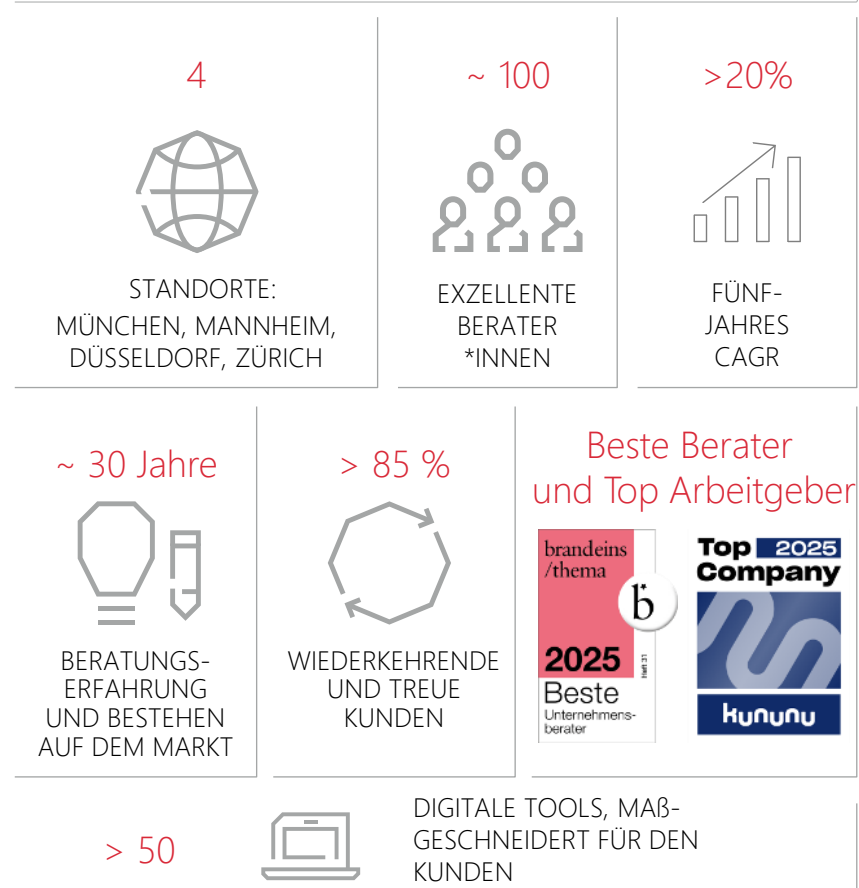 4
STANDORTE:
MÜNCHEN, MANNHEIM,
DÜSSELDORF, ZÜRICH
~ 100
EXZELLENTE
BERATER
*INNEN
>20%
FÜNF-
JAHRES
CAGR
~ 30 Jahre
BERATUNGS-
ERFAHRUNG
UND BESTEHEN
AUF DEM MARKT
> 85 %
WIEDERKEHRENDE
UND TREUE
KUNDEN
Beste Berater
und Top Arbeitgeber
brandeins
/thema
b
2025
Heft 31
Beste
Unternehmens-
berater
Top 2025
Company
kununu
> 50
DIGITALE TOOLS, MAß-
GESCHNEIDERT FÜR DEN
KUNDEN